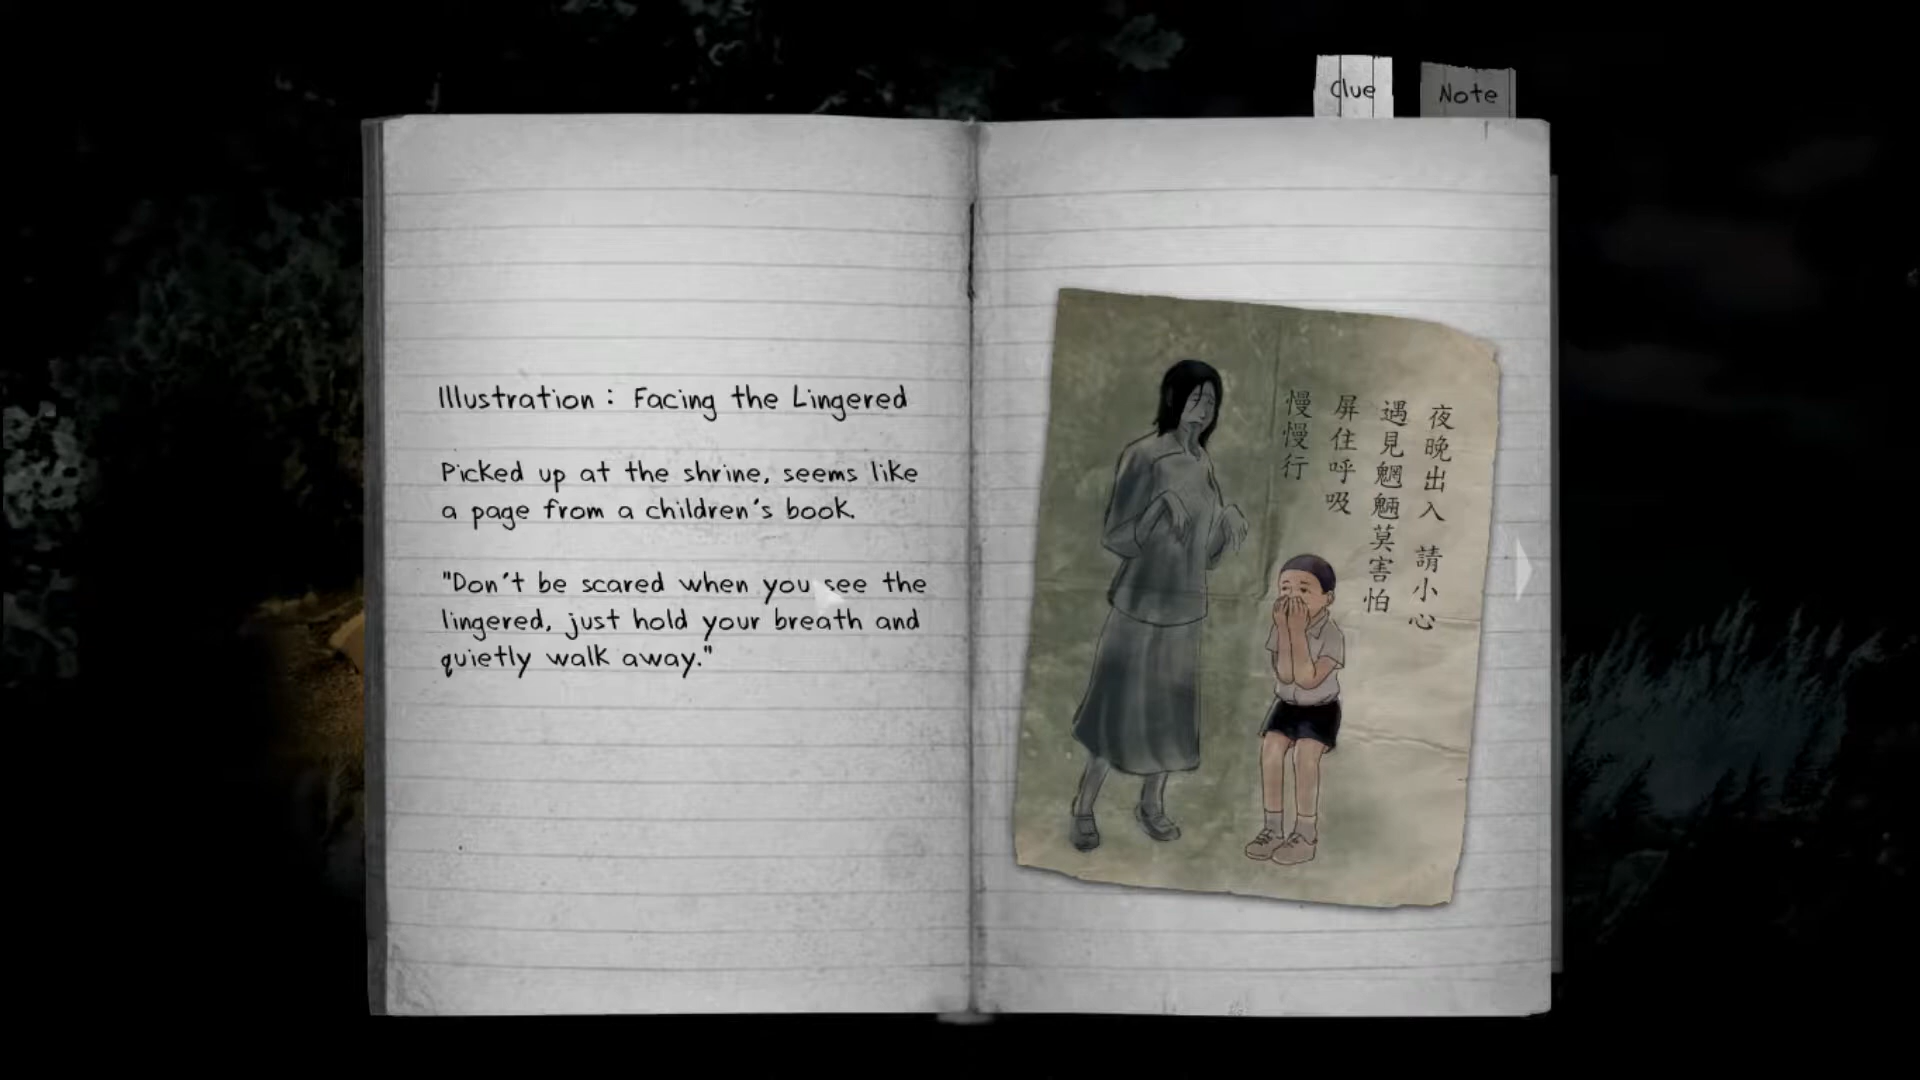 Clue
Note
Illustration : Facing the Lingered
Picked up at the shrine, seems like
a page from a children's book.
"Don't be scared when you see the
lingered, just hold your breath and
quietly walk away."
夜晚出入 請小心
遇見魍魎莫害怕
屏住呼吸
慢慢行